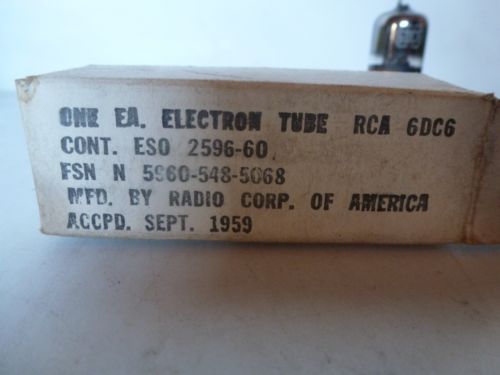 ONE EA. ELECTRON TUBE RCA 6DC6
CONT. ESO 2596-60
FSN N 5960-548-5068
MFD. BY RADIO CORP. OF AMERICA
ACCPD. SEPT. 1959